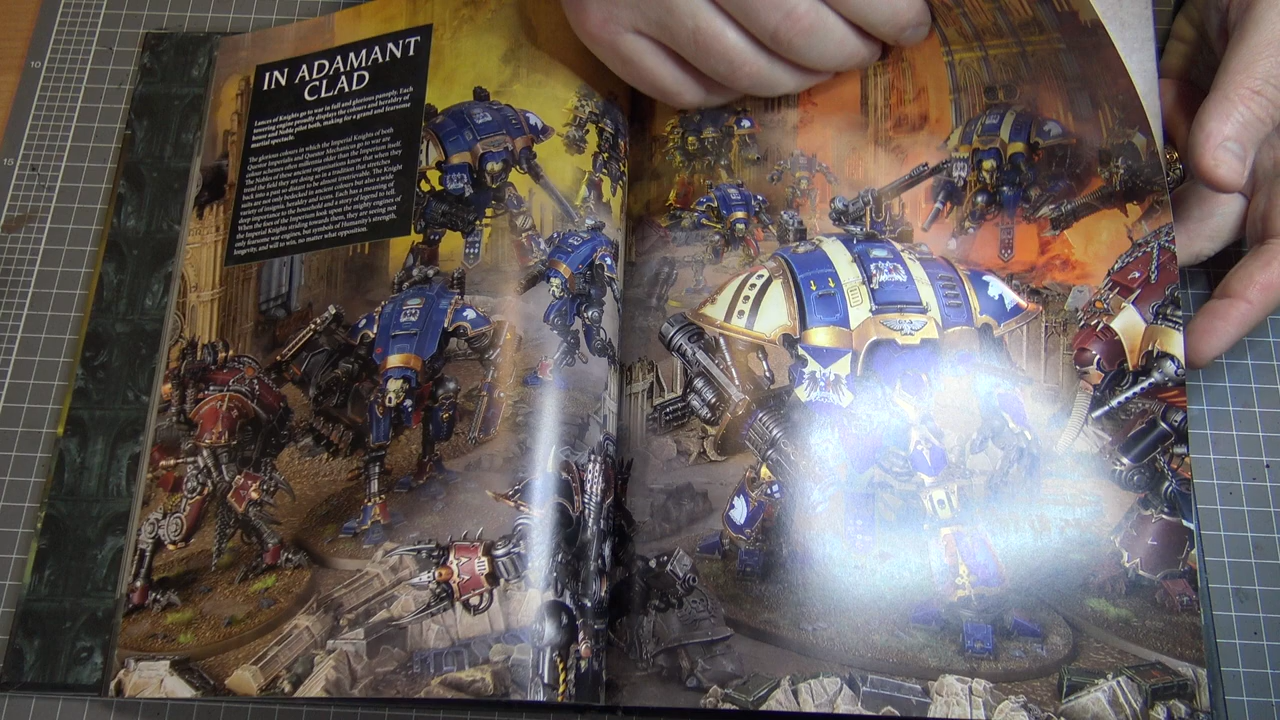 IN ADAMANT
CLAD
Lances of Knights go to war in full and glorious panoply. Each
towering engine proudly displays the colours and heraldry of
house and Noble pilot both, making for a grand and fearsome
martial spectacle.
The glorious colours in which the Imperial Knights of both
Questor Imperialis and Questor Mechanicus go to war are
colour schemes often more ancient than the Imperium itself.
The Nobles of these ancient organisations know that when they
tread the field they are doing so in a tradition that stretches
back into a past so distant to be almost irretrievable. The Knight
suits are not only bedecked in ancient colours but also a wide
variety of insignia, heraldry and icons. Each has a meaning of
deep importance to the household and a story of legend to tell.
When the foes of the Imperium look upon the mighty engines of
the Imperial Knights striding towards them, they are seeing not
only fearsome war engines, but symbols of Humanity's strength,
longevity, and will to win, no matter what opposition.
10
15